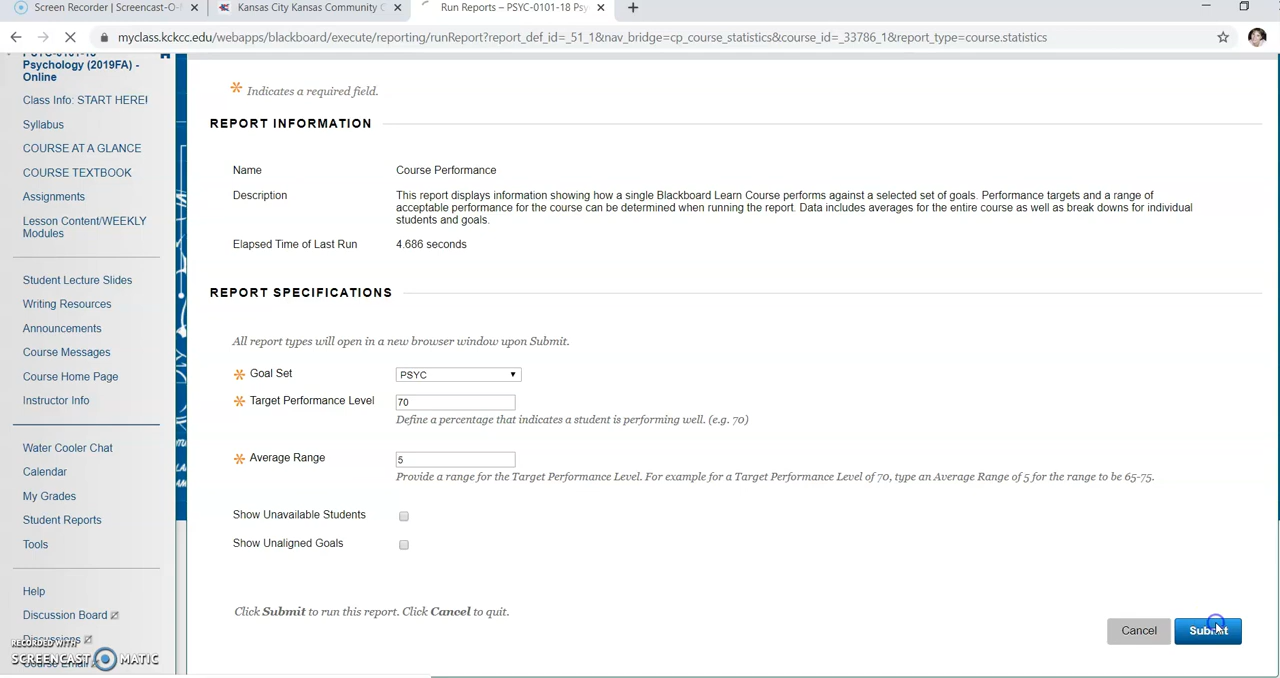 Screen Recorder | Screencast-O-
Kansas City Kansas Community C
Run Reports – PSYC-0101-18 Psy
myclass.kckcc.edu/webapps/blackboard/execute/reporting/runReport?report_def_id=_51_1&nav_bridge=cp_course_statistics&course_id=_33786_1&report_type=course.statistics
PSYC-0101-18
Psychology (2019FA) -
Online
Class Info: START HERE!
Syllabus
COURSE AT A GLANCE
COURSE TEXTBOOK
Assignments
Lesson Content/WEEKLY
Modules
Student Lecture Slides
Writing Resources
Announcements
Course Messages
Course Home Page
Instructor Info
Water Cooler Chat
Calendar
My Grades
Student Reports
Tools
Help
Discussion Board
Discussions
Course Email
RECORDED WITH
SCREENCAST MATIC
Indicates a required field.
REPORT INFORMATION
Name Course Performance
Description This report displays information showing how a single Blackboard Learn Course performs against a selected set of goals. Performance targets and a range of
acceptable performance for the course can be determined when running the report. Data includes averages for the entire course as well as break downs for individual
students and goals.
Elapsed Time of Last Run 4.686 seconds
REPORT SPECIFICATIONS
All report types will open in a new browser window upon Submit.
Goal Set PSYC
Target Performance Level 70
Define a percentage that indicates a student is performing well. (e.g. 70)
Average Range 5
Provide a range for the Target Performance Level. For example for a Target Performance Level of 70, type an Average Range of 5 for the range to be 65-75.
Show Unavailable Students
Show Unaligned Goals
Click Submit to run this report. Click Cancel to quit.
Cancel Submit